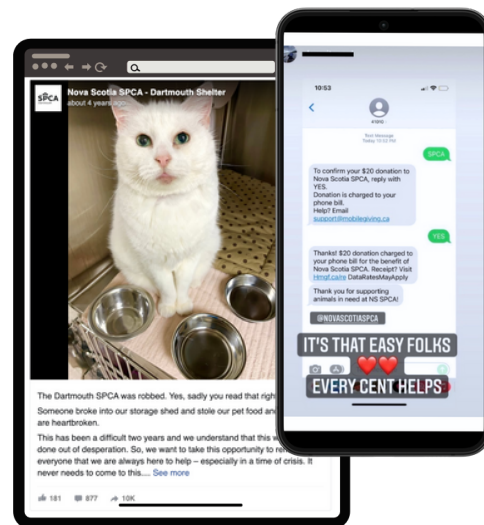 Nova Scotia SPCA - Dartmouth Shelter
about 4 years ago
SPCA
The Dartmouth SPCA was robbed. Yes, sadly you read that righ
Someone broke into our storage shed and stole our pet food an
are heartbroken.
This has been a difficult two years and we understand that this w
done out of desperation. So, we want to take this opportunity to re
everyone that we are always here to help – especially in a time of crisis. It
never needs to come to this.... See more
181
877
10K
10:53
Text Message
SPCA
To confirm your $20 donation to
Nova Scotia SPCA, reply with
YES.
Donation is charged to your
phone bill.
Help? Email
support@mobilegiving.ca
YES
Thanks! $20 donation charged to
your phone bill for the benefit of
Nova Scotia SPCA. Receipt? Visit
Hmgf.ca/re DataRatesMayApply
Thank you for supporting
animals in need at NS SPCA!
@NOVASCOTIASPCA
IT'S THAT EASY FOLKS
EVERY CENT HELPS